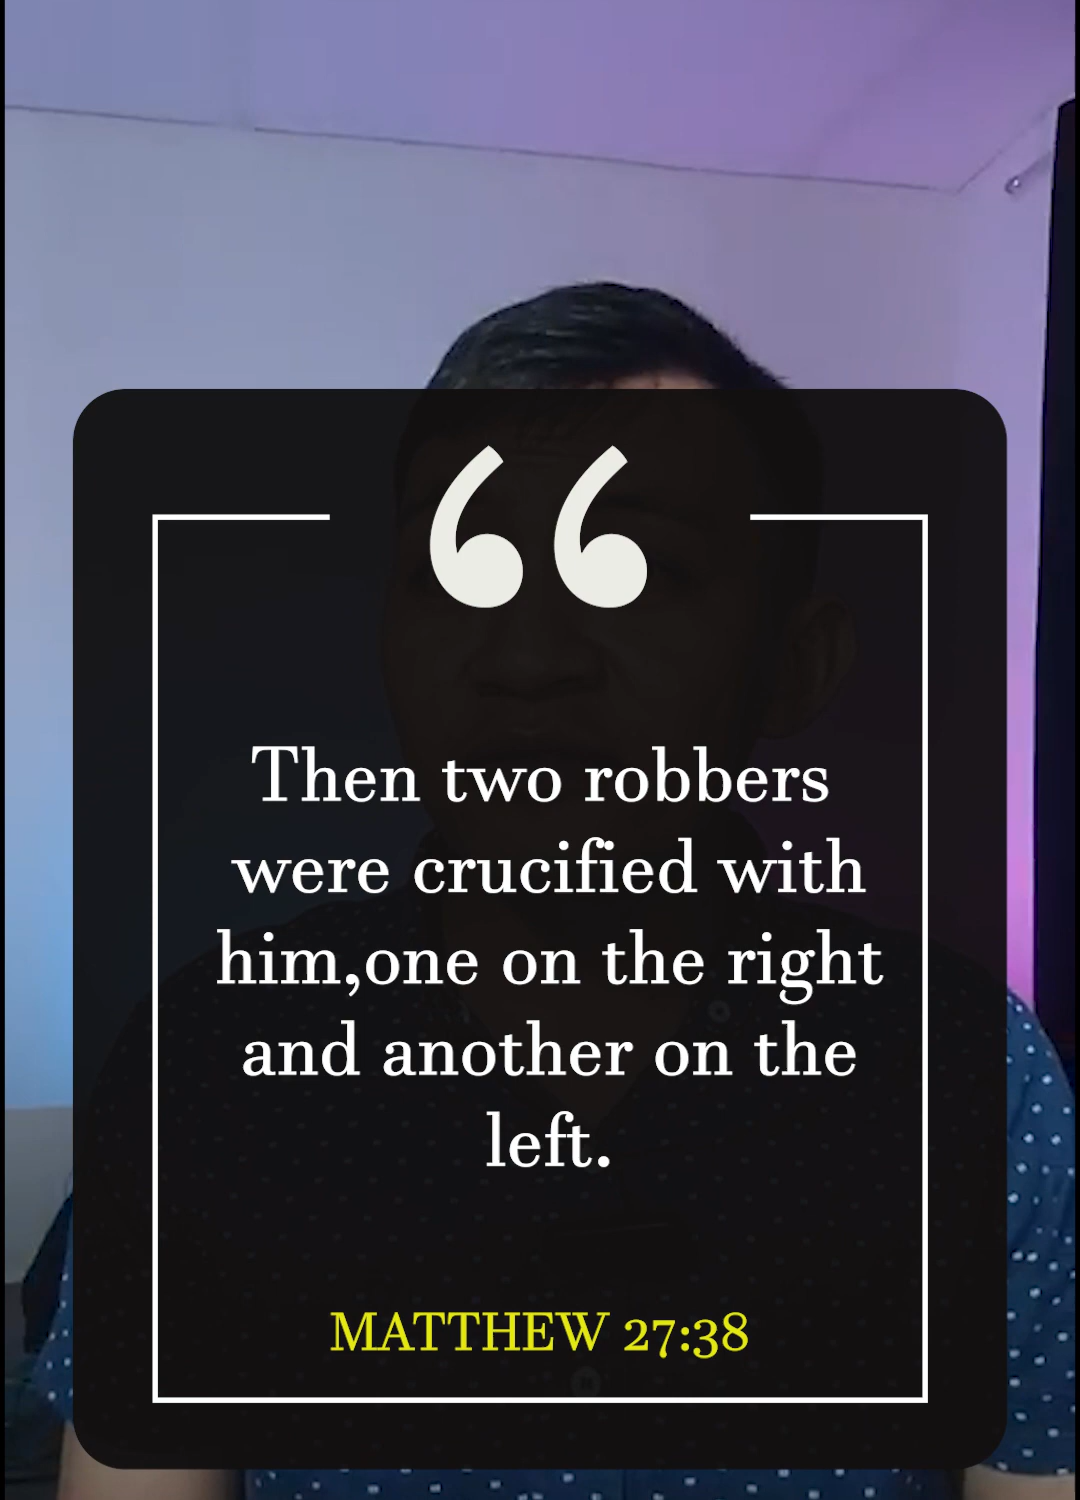 “
Then two robbers
were crucified with
him,one on the right
and another on the
left.
MATTHEW 27:38